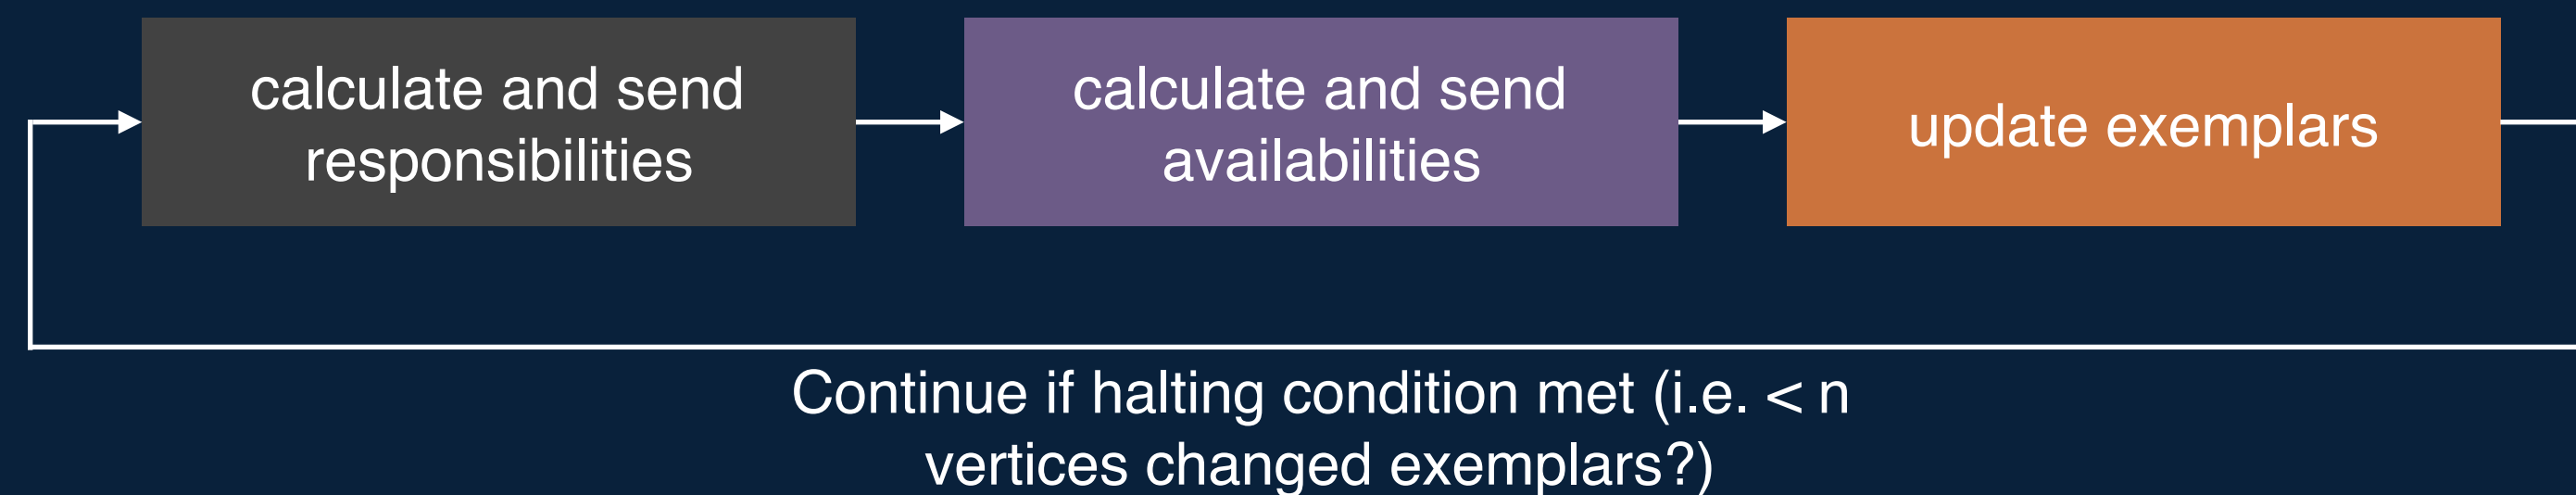 calculate and send
responsibilities
calculate and send
availabilities
update exemplars
Continue if halting condition met (i.e. < n
vertices changed exemplars?)